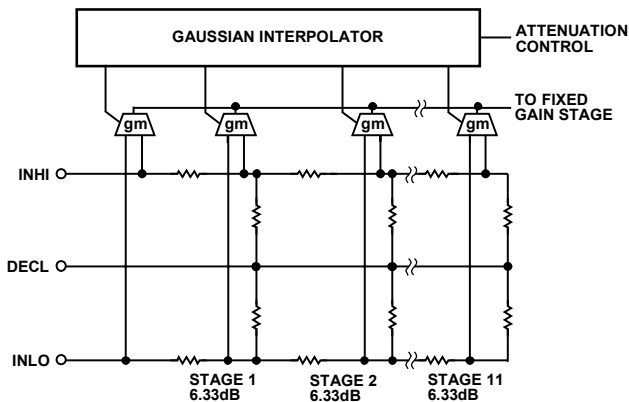 GAUSSIAN INTERPOLATOR
ATTENUATION
CONTROL
TO FIXED
GAIN STAGE
gm
gm
gm
gm
INHI
DECL
INLO
STAGE 1
6.33dB
STAGE 2
6.33dB
STAGE 11
6.33dB